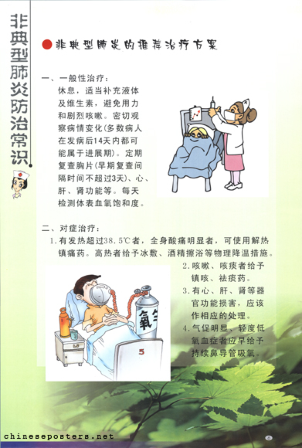 非典型肺炎防治常识
●非典型肺炎的推荐治疗方案
一、一般性治疗：
休息，适当补充液体
及维生素，避免用力
和剧烈咳嗽。密切观
察病情变化(多数病人
在发病后14天内都可
能属于进展期)。定期
复查胸片(早期复查间
隔时间不超过3天)、心、
肝、肾功能等。每天
检测体表血氧饱和度。
二、对症治疗：
1.有发热超过38.5℃者，全身酸痛明显者，可使用解热
镇痛药。高热者给予冰敷、酒精擦浴等物理降温措施。
2.咳嗽、咳痰者给予
镇咳、祛痰药。
3.有心、肝、肾等器
官功能损害，应该
作相应的处理。
4.气促明显、轻度低
氧血症者应早给予
持续鼻导管吸氧。
氧气
5
chineseposters.net